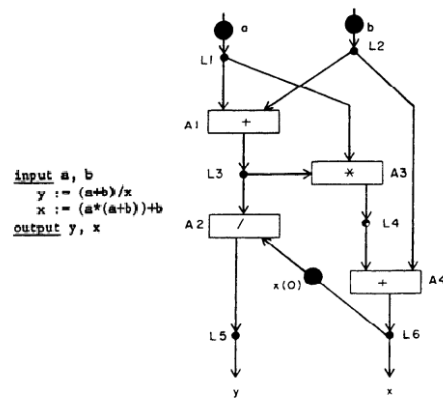 a
b
L1
L2
A1
+
L3
*
A3
input a, b
y := (a+b)/x
x := (a*(a+b))+b
output y, x
A2
/
L4
x(0)
+
A4
L5
L6
y
x